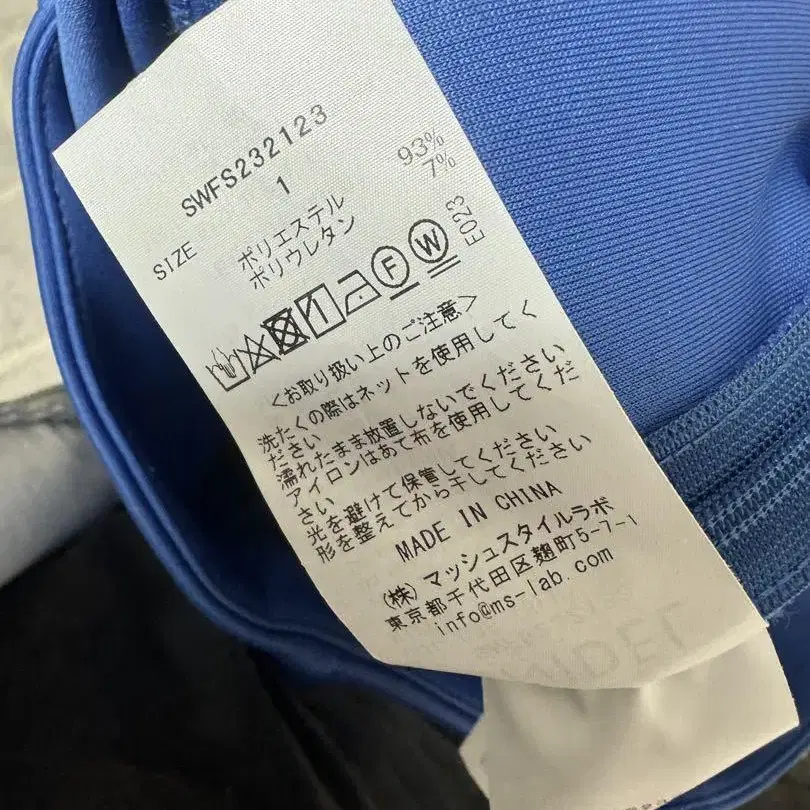 SWFS232123
SIZE 1
ポリエステル 93%
ポリウレタン 7%
F W E023
<お取り扱い上のご注意>
洗たくの際はネットを使用してく
ださい
濡れたまま放置しないでください
アイロンはあて布を使用してくだ
さい
光を避けて保管してください
形を整えてから干してください
MADE IN CHINA
(株)マッシュスタイルラボ
東京都千代田区麹町5-7-1
info@ms-lab.com